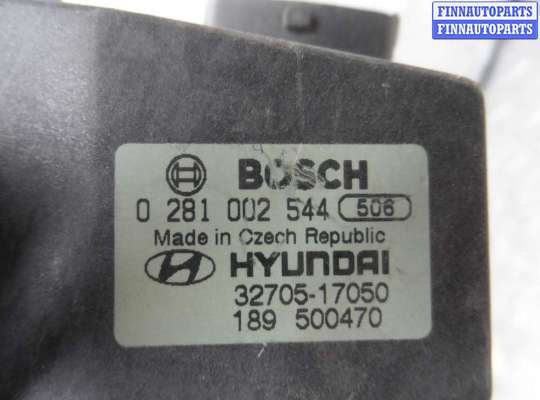 FINNAUTOPARTS
FINNAUTOPARTS
BOSCH
0 281 002 544 506
Made in Czech Republic
HYUNDAI
32705-17050
189 500470